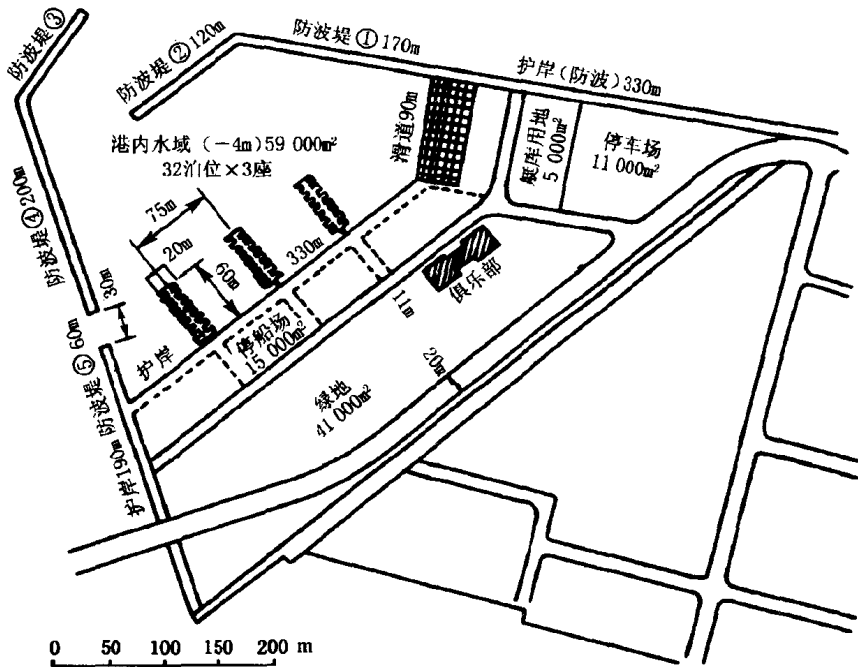 防波堤③
防波堤②120m
防波堤①170m
护岸(防波)330m
港内水域(-4m)59 000m²
32泊位×3座
滑道90m
艇库用地
5 000m²
停车场
11 000m²
防波堤④200m
75m
20m
60m
330m
30m
护岸
停船场
15 000m²
11m
俱乐部
20m
绿地
41 000m²
防波堤⑤60m
护岸190m
0 50 100 150 200 m